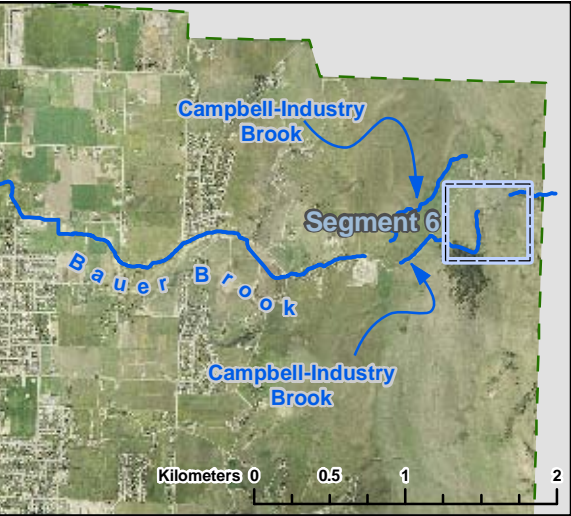 Campbell-Industry
Brook
Segment 6
Bauer Brook
Campbell-Industry
Brook
Kilometers 0 0.5 1 2